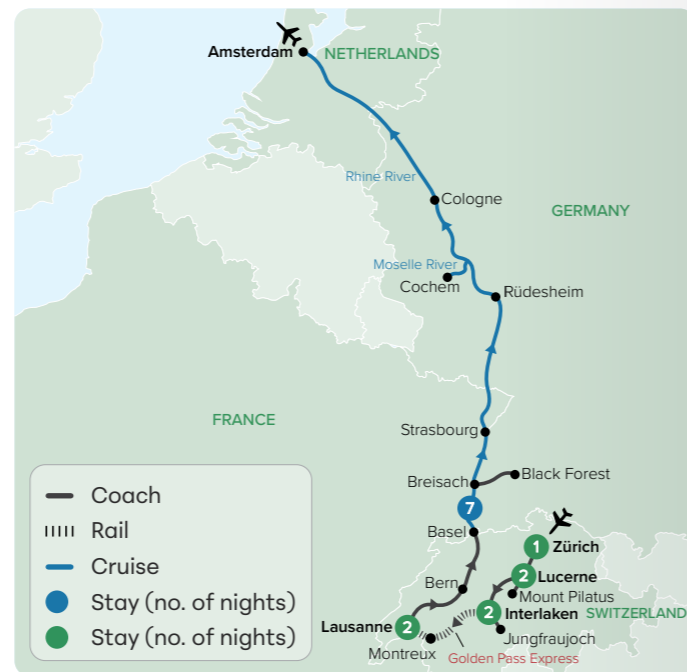 Amsterdam
NETHERLANDS
Rhine River
Cologne
GERMANY
Moselle River
Cochem
Rüdesheim
FRANCE
Strasbourg
Breisach
Black Forest
7
Basel
1
Zürich
2
Lucerne
Bern
Mount Pilatus
2
Interlaken
SWITZERLAND
Lausanne
2
Jungfraujoch
Montreux
Golden Pass Express
Coach
Rail
Cruise
Stay (no. of nights)
Stay (no. of nights)